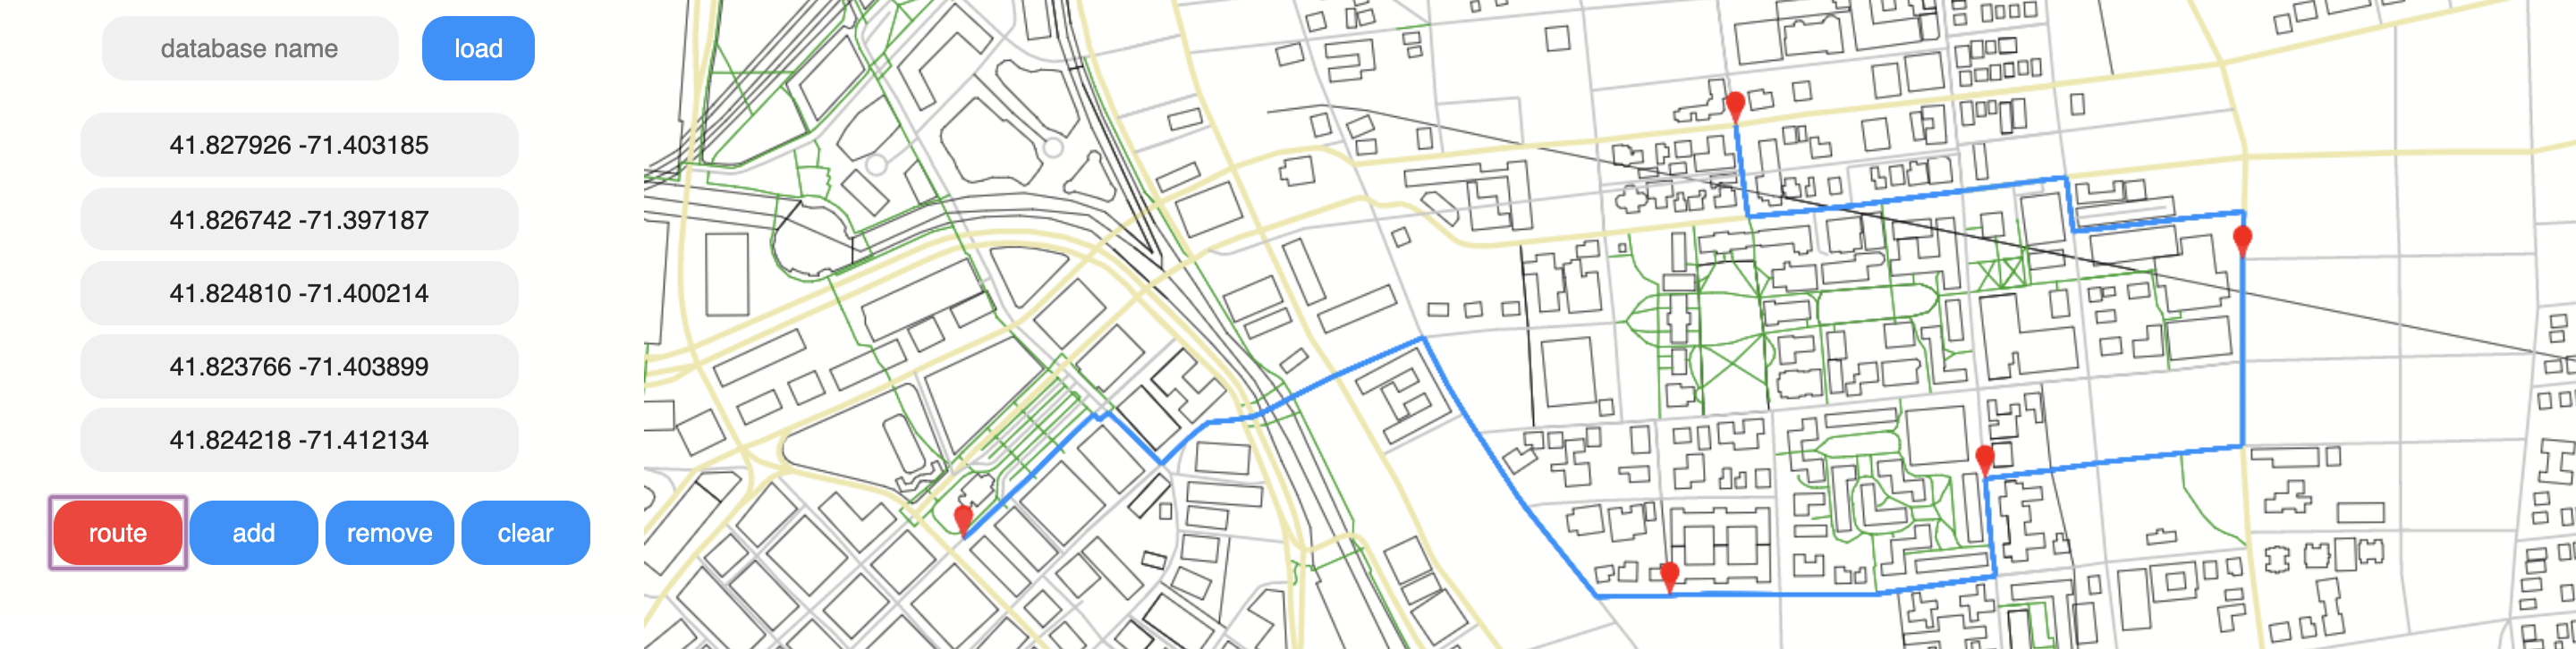 database name load
41.827926 -71.403185
41.826742 -71.397187
41.824810 -71.400214
41.823766 -71.403899
41.824218 -71.412134
route add remove clear